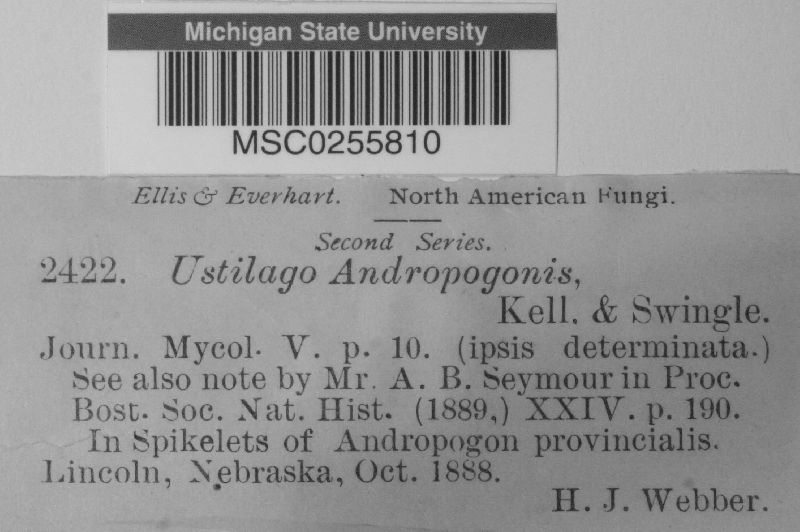 Michigan State University
MSC0255810
Ellis & Everhart. North American Fungi.
Second Series.
2422. Ustilago Andropogonis,
Kell. & Swingle.
Journ. Mycol. V. p. 10. (ipsis determinata.)
See also note by Mr. A. B. Seymour in Proc.
Bost. Soc. Nat. Hist. (1889,) XXIV. p. 190.
In Spikelets of Andropogon provincialis.
Lincoln, Nebraska, Oct. 1888.
H. J. Webber.